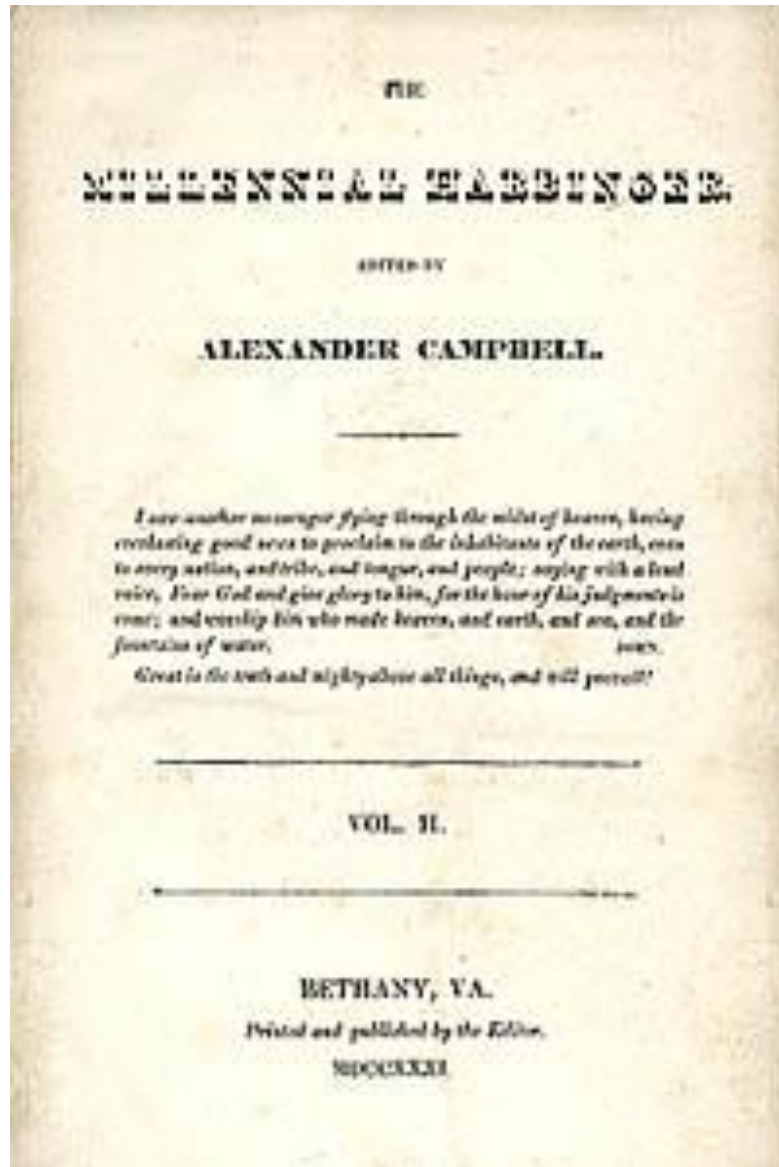 THE
MILLENNIAL HARBINGER.
EDITED BY
ALEXANDER CAMPBELL.
I saw another messenger flying through the midst of heaven, having
everlasting good news to proclaim to the inhabitants of the earth, even
to every nation, and tribe, and tongue, and people; saying with a loud
voice, Fear God and give glory to him, for the hour of his judgments is
come; and worship him who made heaven, and earth, and sea, and the
fountains of water. JOHN.
Great is the truth and mighty above all things, and will prevail!
VOL. II.
BETHANY, VA.
Printed and published by the Editor.
MDCCCXXXI